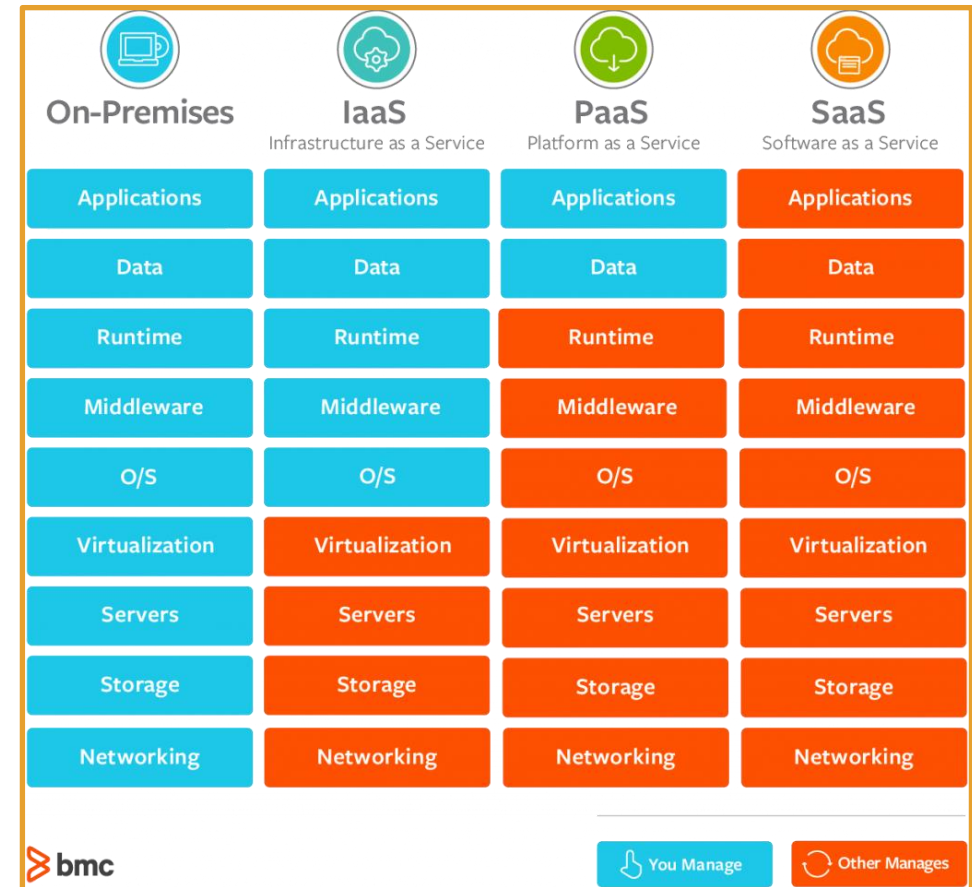 On-Premises IaaS PaaS SaaS
Infrastructure as a Service Platform as a Service Software as a Service
Applications Applications Applications Applications
Data Data Data Data
Runtime Runtime Runtime Runtime
Middleware Middleware Middleware Middleware
O/S O/S O/S O/S
Virtualization Virtualization Virtualization Virtualization
Servers Servers Servers Servers
Storage Storage Storage Storage
Networking Networking Networking Networking
bmc You Manage Other Manages